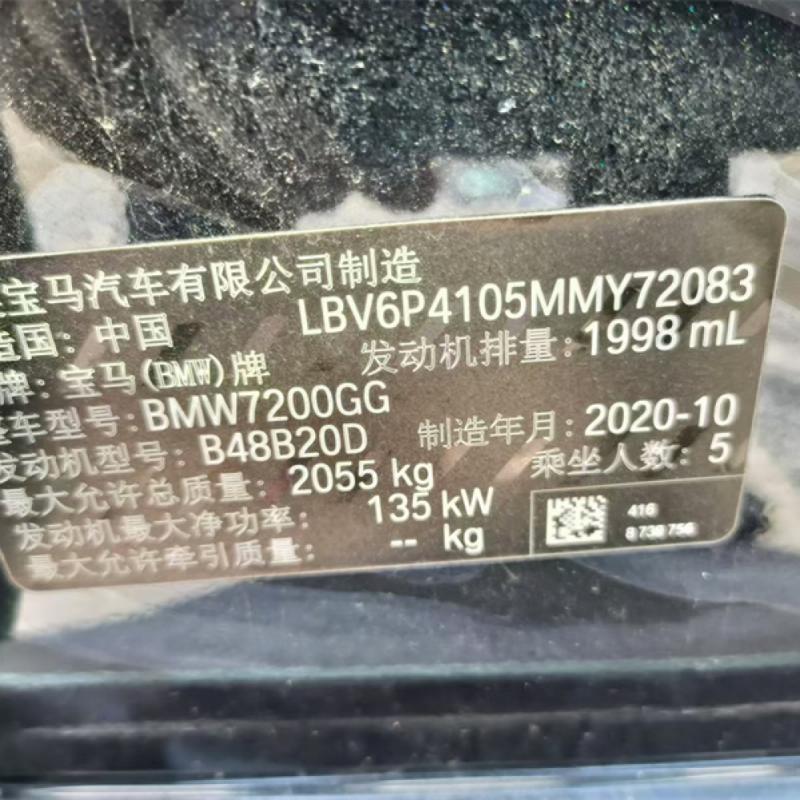 宝马汽车有限公司制造
造国: 中国
LBV6P4105MMY72083
牌: 宝马(BMW)牌
发动机排量: 1998 mL
车型号: BMW7200GG
发动机型号: B48B20D
制造年月: 2020-10
最大允许总质量: 2055 kg
乘坐人数: 5
发动机最大净功率: 135 kW
最大允许牵引质量: -- kg
416
8 738 756